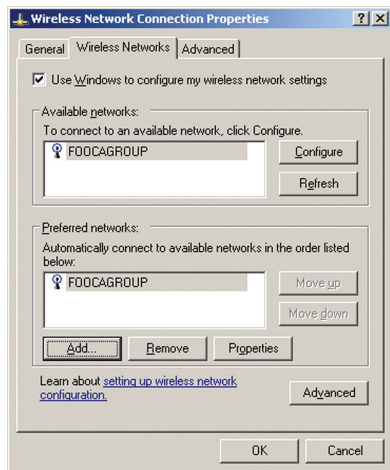 Wireless Network Connection Properties
General Wireless Networks Advanced
Use Windows to configure my wireless network settings
Available networks:
To connect to an available network, click Configure.
FOOCAGROUP
Configure
Refresh
Preferred networks:
Automatically connect to available networks in the order listed
below:
FOOCAGROUP
Move up
Move down
Add... Remove Properties
Learn about setting up wireless network
configuration.
Advanced
OK Cancel